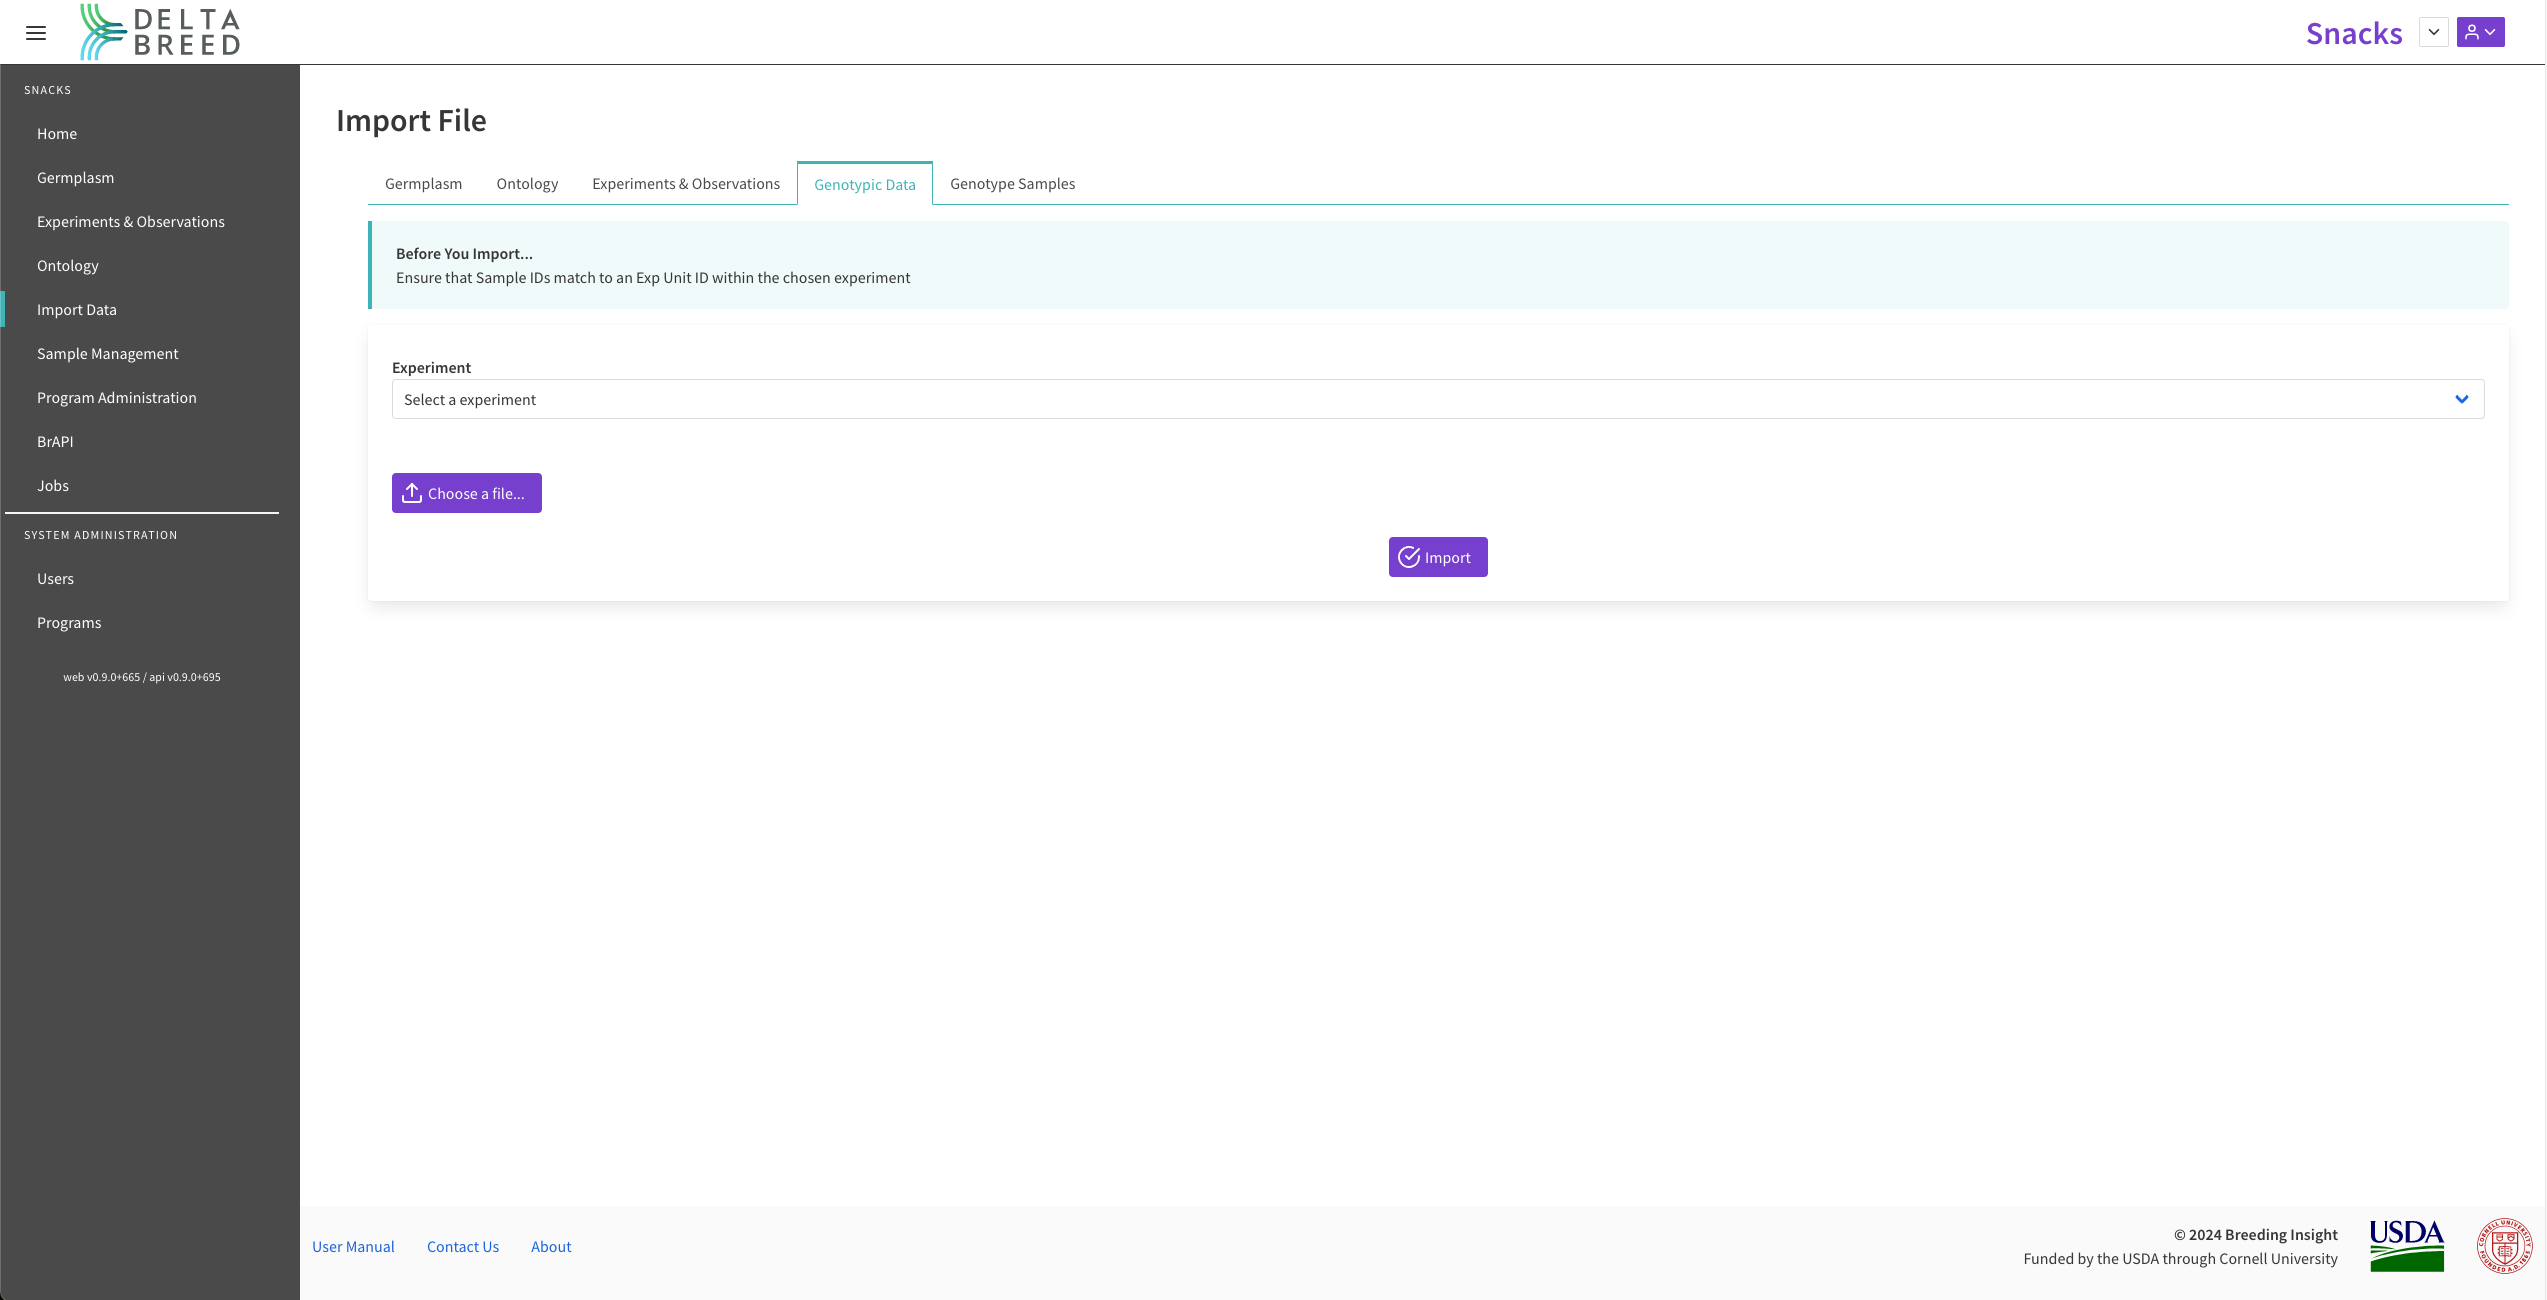 DELTA
BREED
Snacks
SNACKS
Home
Germplasm
Experiments & Observations
Ontology
Import Data
Sample Management
Program Administration
BrAPI
Jobs
SYSTEM ADMINISTRATION
Users
Programs
web v0.9.0+665 / api v0.9.0+695
Import File
Germplasm Ontology Experiments & Observations Genotypic Data Genotype Samples
Before You Import...
Ensure that Sample IDs match to an Exp Unit ID within the chosen experiment
Experiment
Select a experiment
Choose a file...
Import
User Manual Contact Us About
© 2024 Breeding Insight
Funded by the USDA through Cornell University
USDA
CORNELL UNIVERSITY
FOUNDED A.D. 1865